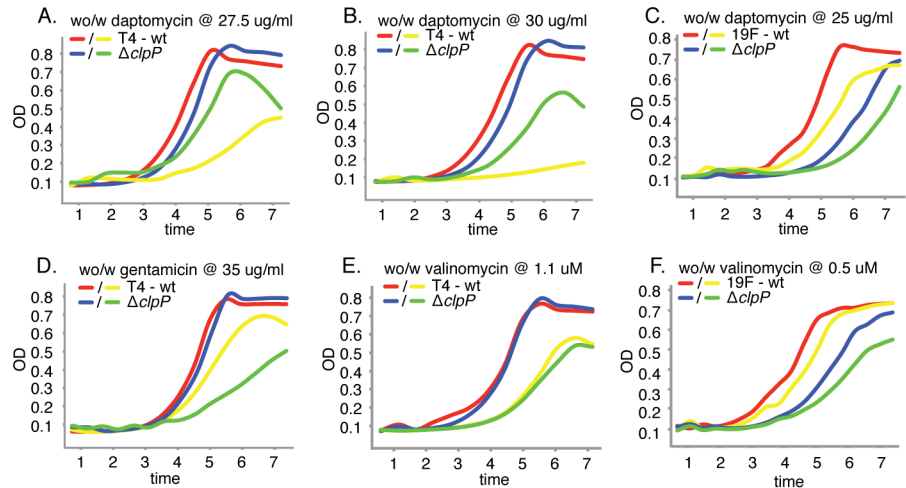 A. wo/w daptomycin @ 27.5 ug/ml
/ T4 - wt
/ ΔclpP
0.8
0.7
0.6
0.5
0.4
0.3
0.2
0.1
OD
1 2 3 4 5 6 7
time
B. wo/w daptomycin @ 30 ug/ml
/ T4 - wt
/ ΔclpP
0.8
0.7
0.6
0.5
0.4
0.3
0.2
0.1
OD
1 2 3 4 5 6 7
time
C. wo/w daptomycin @ 25 ug/ml
/ 19F - wt
/ ΔclpP
0.8
0.7
0.6
0.5
0.4
0.3
0.2
0.1
OD
1 2 3 4 5 6 7
time
D. wo/w gentamicin @ 35 ug/ml
/ T4 - wt
/ ΔclpP
0.8
0.7
0.6
0.5
0.4
0.3
0.2
0.1
OD
1 2 3 4 5 6 7
time
E. wo/w valinomycin @ 1.1 uM
/ T4 - wt
/ ΔclpP
0.8
0.7
0.6
0.5
0.4
0.3
0.2
0.1
OD
1 2 3 4 5 6 7
time
F. wo/w valinomycin @ 0.5 uM
/ 19F - wt
/ ΔclpP
0.8
0.7
0.6
0.5
0.4
0.3
0.2
0.1
OD
1 2 3 4 5 6 7
time